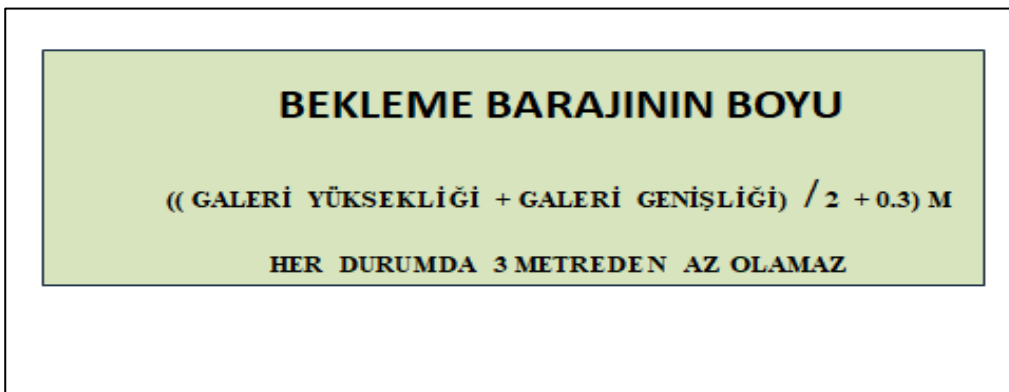 BEKLEME BARAJININ BOYU
(( GALERİ YÜKSEKLİĞİ + GALERİ GENİŞLİĞİ) / 2 + 0.3) M
HER DURUMDA 3 METREDEN AZ OLAMAZ